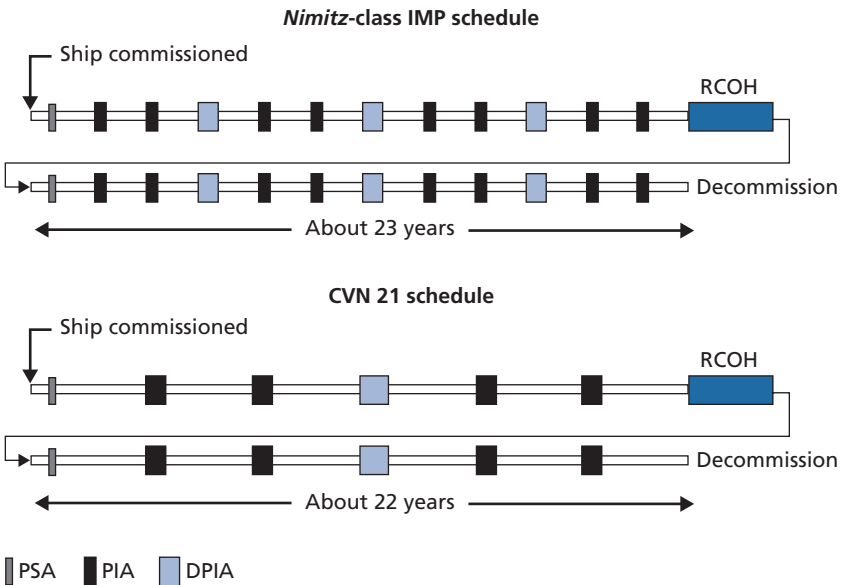 Nimitz-class IMP schedule
Ship commissioned
RCOH
Decommission
About 23 years
CVN 21 schedule
Ship commissioned
RCOH
Decommission
About 22 years
PSA PIA DPIA